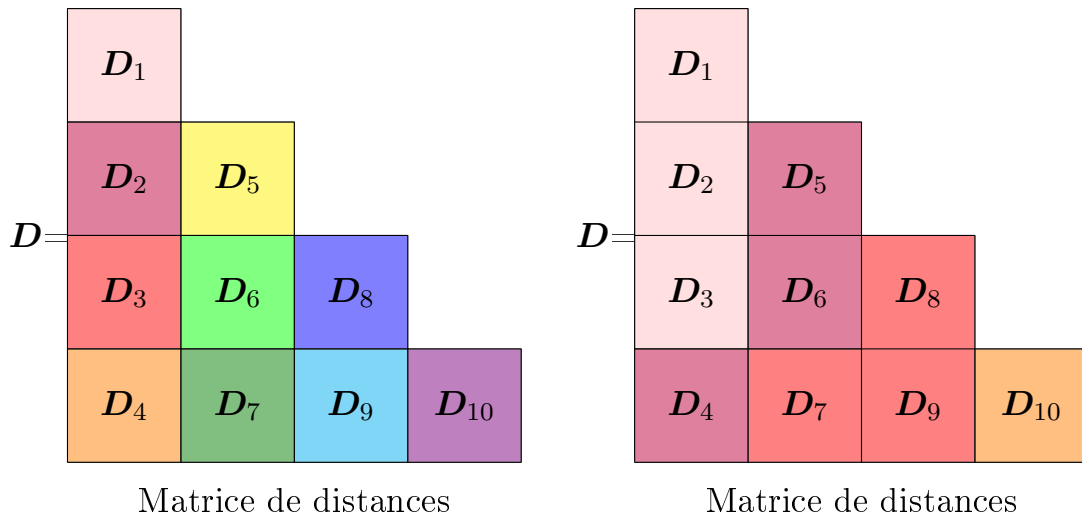 D₁ D₁
D₂ D₅ D₂ D₅
D= D=
D₃ D₆ D₈ D₃ D₆ D₈
D₄ D₇ D₉ D₁₀ D₄ D₇ D₉ D₁₀
Matrice de distances Matrice de distances